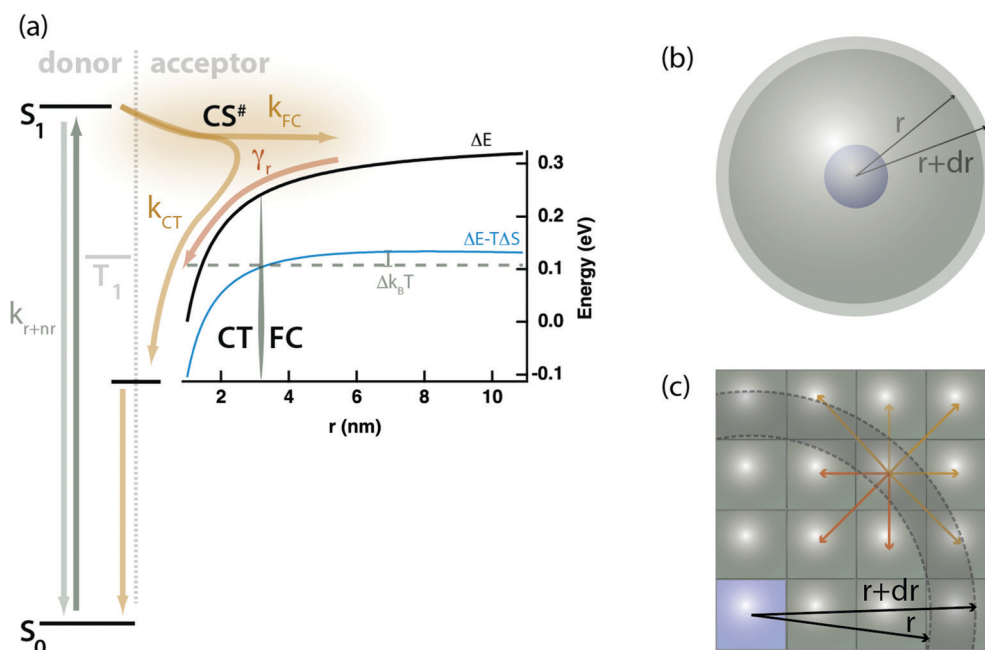 (a)
donor
acceptor
S1
CS#
kFC
γr
kCT
T1
kr+nr
S0
ΔE
ΔE-TΔS
ΔkBT
CT
FC
0.3
0.2
0.1
0.0
-0.1
Energy (eV)
2
4
6
8
10
r (nm)
(b)
r
r+dr
(c)
r+dr
r